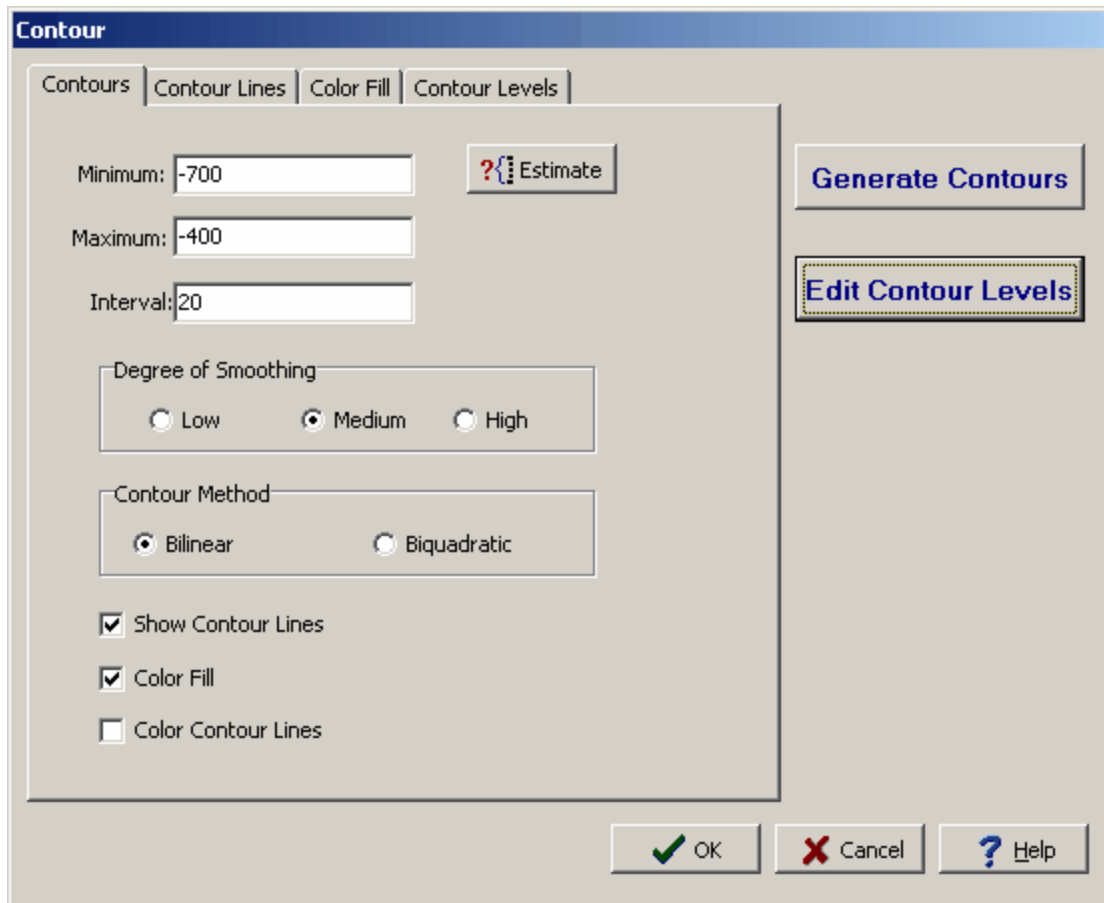 Contour
Contours Contour Lines Color Fill Contour Levels
Minimum: -700
?{ Estimate
Generate Contours
Maximum: -400
Edit Contour Levels
Interval: 20
Degree of Smoothing
Low Medium High
Contour Method
Bilinear Biquadratic
Show Contour Lines
Color Fill
Color Contour Lines
OK Cancel ? Help